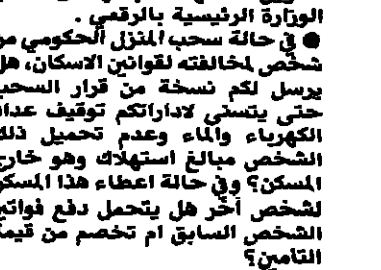 الوزارة الرئيسية بالرقمي .
● في حالة سحب المنزل الحكومي من
شخص لمخالفته لقوانين الاسكان، هل
يرسل لكم نسخة من قرار السحب
حتى يتسنى لاداراتكم توقيف عداد
الكهرباء والماء وعدم تحميل ذلك
الشخص مبالغ استهلاك وهو خارج
المسكن؟ وفي حالة اعطاء هذا المسكن
لشخص آخر هل يتحمل دفع فواتير
الشخص السابق ام تخصم من قيمة
التأمين؟